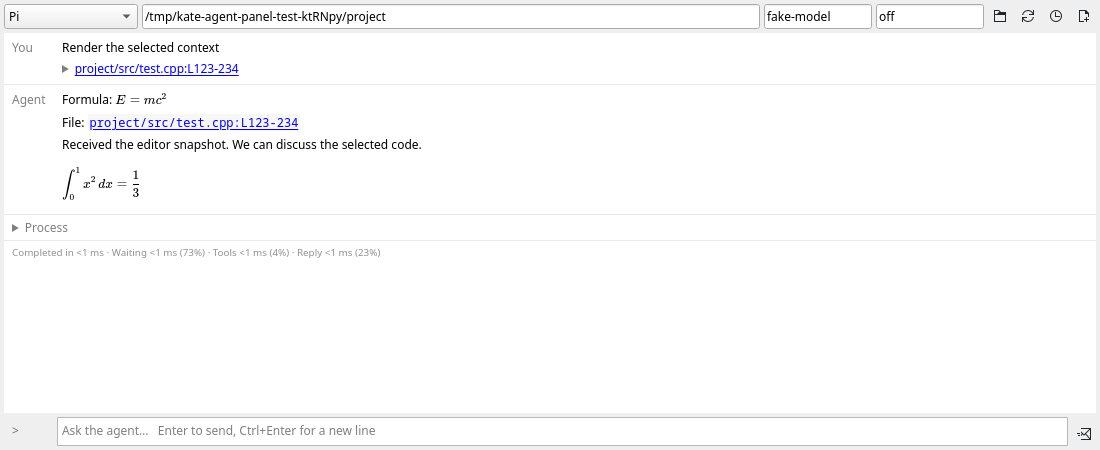 Pi
/tmp/kate-agent-panel-test-ktRNpy/project
fake-model
off
You Render the selected context
project/src/test.cpp:L123-234
Agent Formula: E = mc²
File: project/src/test.cpp:L123-234
Received the editor snapshot. We can discuss the selected code.
∫₀¹ x² dx = 1/3
Process
Completed in <1 ms · Waiting <1 ms (73%) · Tools <1 ms (4%) · Reply <1 ms (23%)
> Ask the agent... Enter to send, Ctrl+Enter for a new line